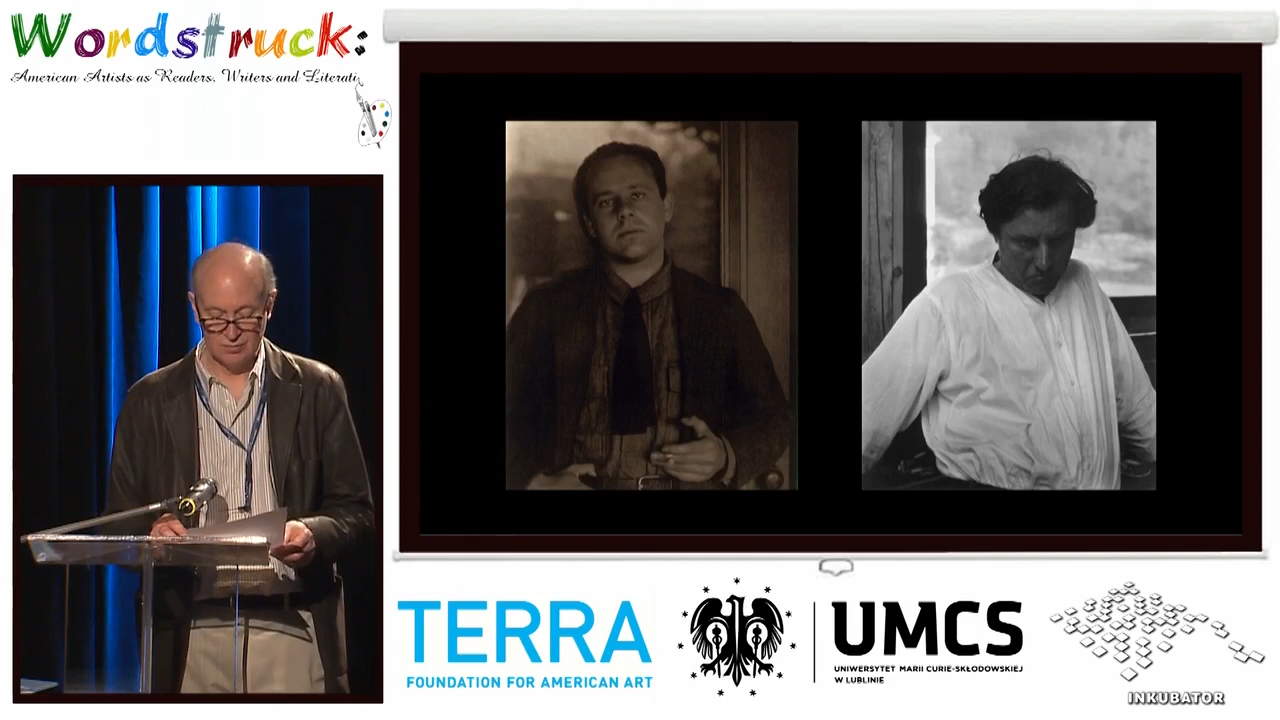 Wordstruck:
American Artists as Readers, Writers and Literati
TERRA
FOUNDATION FOR AMERICAN ART
UMCS
UNIWERSYTET MARII CURIE-SKŁODOWSKIEJ
W LUBLINIE
INKUBATOR